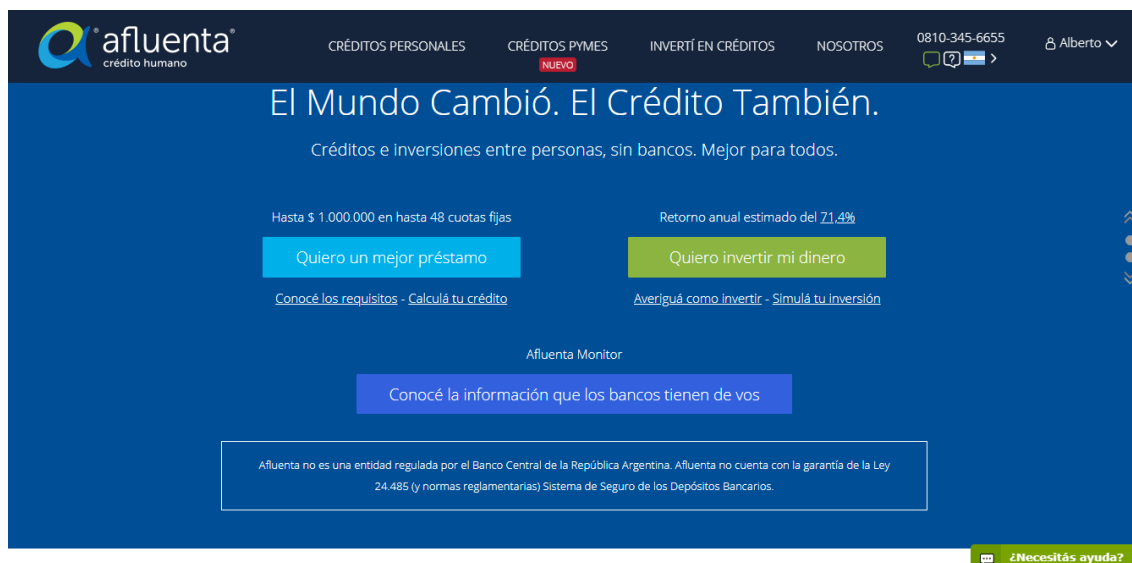 afluenta
crédito humano
CRÉDITOS PERSONALES
CRÉDITOS PYMES
NUEVO
INVERTÍ EN CRÉDITOS
NOSOTROS
0810-345-6655
Alberto
El Mundo Cambió. El Crédito También.
Créditos e inversiones entre personas, sin bancos. Mejor para todos.
Hasta $ 1.000.000 en hasta 48 cuotas fijas
Quiero un mejor préstamo
Conocé los requisitos - Calculá tu crédito
Retorno anual estimado del 71,4%
Quiero invertir mi dinero
Averiguá como invertir - Simulá tu inversión
Afluenta Monitor
Conocé la información que los bancos tienen de vos
Afluenta no es una entidad regulada por el Banco Central de la República Argentina. Afluenta no cuenta con la garantía de la Ley
24.485 (y normas reglamentarias) Sistema de Seguro de los Depósitos Bancarios.
¿Necesitás ayuda?